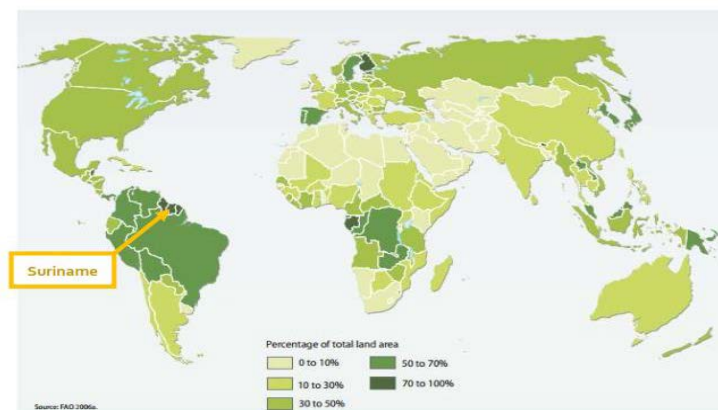 Suriname
Percentage of total land area
0 to 10%
10 to 30%
30 to 50%
50 to 70%
70 to 100%
Source: FAO 2006a.